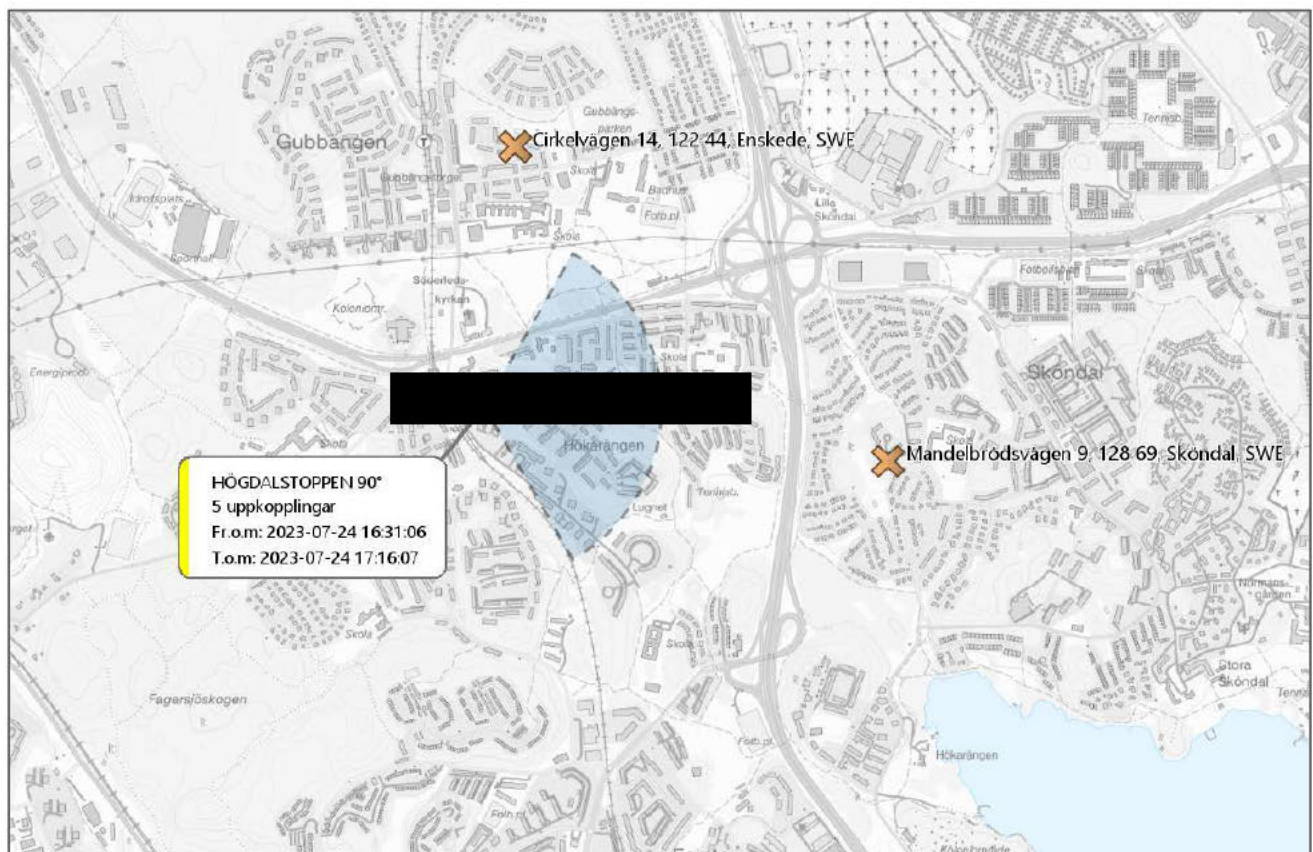 Tennisb.
Gubbängs-
parken
Gubbängen
T
Cirkelvägen 14, 122 44, Enskede, SWE
Skola
Gubbängstorget
Badhus
Idrottsplats
Fotb.pl.
Lilla
Sköndal
Skola
Sporthall
Söderleds-
kyrkan
Fotbollsplan
Skola
Koloniomr.
Skola
Energiprod.
Sköndal
Hökarängen
Skola
Skola
Mandelbrödsvägen 9, 128 69, Sköndal, SWE
HÖGDALSTOPPEN 90°
5 uppkopplingar
Fr.o.m: 2023-07-24 16:31:06
T.o.m: 2023-07-24 17:16:07
Tennisb.
Lugnet
Normans-
gården
Skola
Skola
Stora
Sköndal
Fagersjöskogen
R
Fotb.pl.
Hökarängen
Fotb.pl.